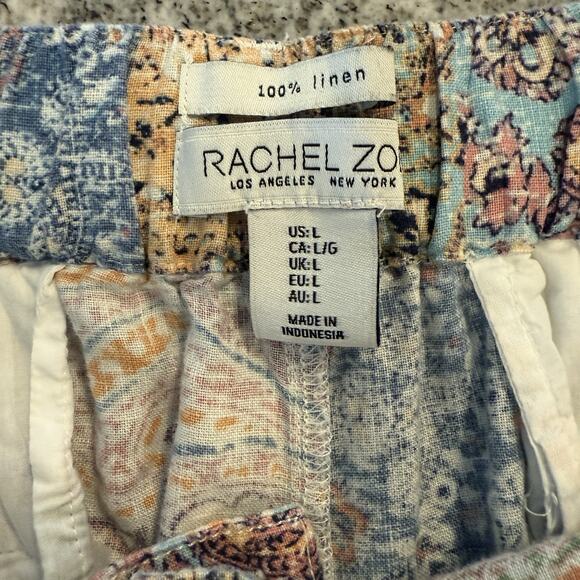 100% linen
RACHEL ZO
LOS ANGELES NEW YORK
US: L
CA: L/G
UK: L
EU: L
AU: L
MADE IN
INDONESIA